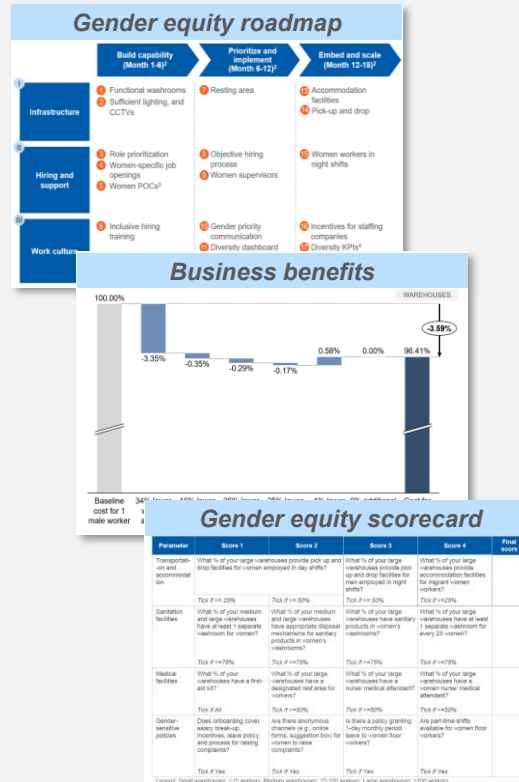 Gender equity roadmap
Build capability
(Month 1-6)²
Prioritize and
implement
(Month 6-12)²
Embed and scale
(Month 12-18)²
I
Infrastructure
1 Functional washrooms
2 Sufficient lighting, and
CCTVs
7 Resting area
13 Accommodation
facilities
14 Pick-up and drop
II
Hiring and
support
3 Role prioritization
4 Women-specific job
openings
5 Women POCs³
8 Objective hiring
process
9 Women supervisors
15 Women workers in
night shifts
III
Work culture
6 Inclusive hiring
training
10 Gender priority
communication
11 Diversity dashboard
16 Incentives for staffing
companies
17 Diversity KPIs⁴
Business benefits
WAREHOUSES
100.00%
-3.35%
-0.35%
-0.29%
-0.17%
0.58%
0.00%
96.41%
-3.59%
Baseline
cost for 1
male worker
Gender equity scorecard
Parameter
Score 1
Score 2
Score 3
Score 4
Final
score
Transportati-
-on and
accommodat
ion
What % of your large warehouses provide pick up and
drop facilities for women employed in day shifts?
Tick if >= 25%
Tick if >= 50%
What % of your large
warehouses provide pick
up and drop facilities for
men employed in night
shifts?
Tick if >= 50%
What % of your large
warehouses provide
accommodation facilities
for migrant women
workers?
Tick if >=25%
Sanitation
facilities
What % of your medium
and large warehouses
have at least 1 separate
washroom for women?
Tick if >=75%
What % of your medium
and large warehouses
have appropriate disposal
mechanisms for sanitary
products in women's
washrooms?
Tick if >=75%
What % of your large
warehouses have sanitary
products in women's
washrooms?
Tick if >=75%
What % of your large
warehouses have at least
1 separate washroom for
every 25 women?
Tick if >=75%
Medical
facilities
What % of your
warehouses have a first-
aid kit?
Tick if All
What % of your large
warehouses have a
designated rest area for
workers?
Tick if >=50%
What % of your large
warehouses have a
nurse/ medical attendant?
Tick if >=50%
What % of your large
warehouses have a
women nurse/ medical
attendant?
Tick if >=50%
Gender-
sensitive
policies
Does onboarding cover
salary break-up,
incentives, leave policy,
and process for raising
complaints?
Tick if Yes
Are there anonymous
channels (e.g., online
forms, suggestion box) for
women to raise
complaints?
Tick if Yes
Is there a policy granting
1-day monthly period
leave to women floor
workers?
Tick if Yes
Are part-time shifts
available for women floor
workers?
Tick if Yes